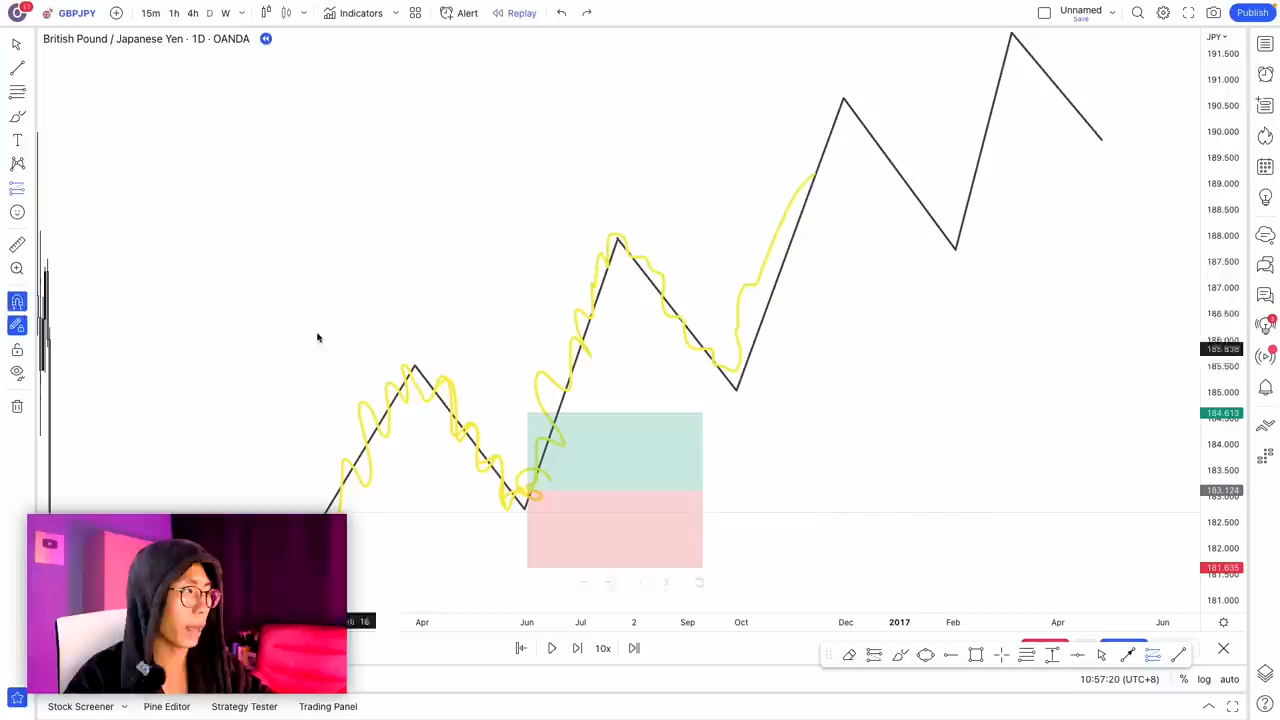 11
GBPJPY
15m 1h 4h D W
Indicators
Alert
Replay
Unnamed
Save
Publish
British Pound / Japanese Yen · 1D · OANDA
JPY
191.500
191.000
190.500
190.000
189.500
189.000
188.500
188.000
187.500
187.000
186.500
186.000
185.500
185.000
184.613
184.000
183.500
183.124
182.500
182.000
181.635
181.000
16 Apr Jun Jul 2 Sep Oct Dec 2017 Feb Apr Jun
10x
10:57:20 (UTC+8) % log auto
Stock Screener Pine Editor Strategy Tester Trading Panel